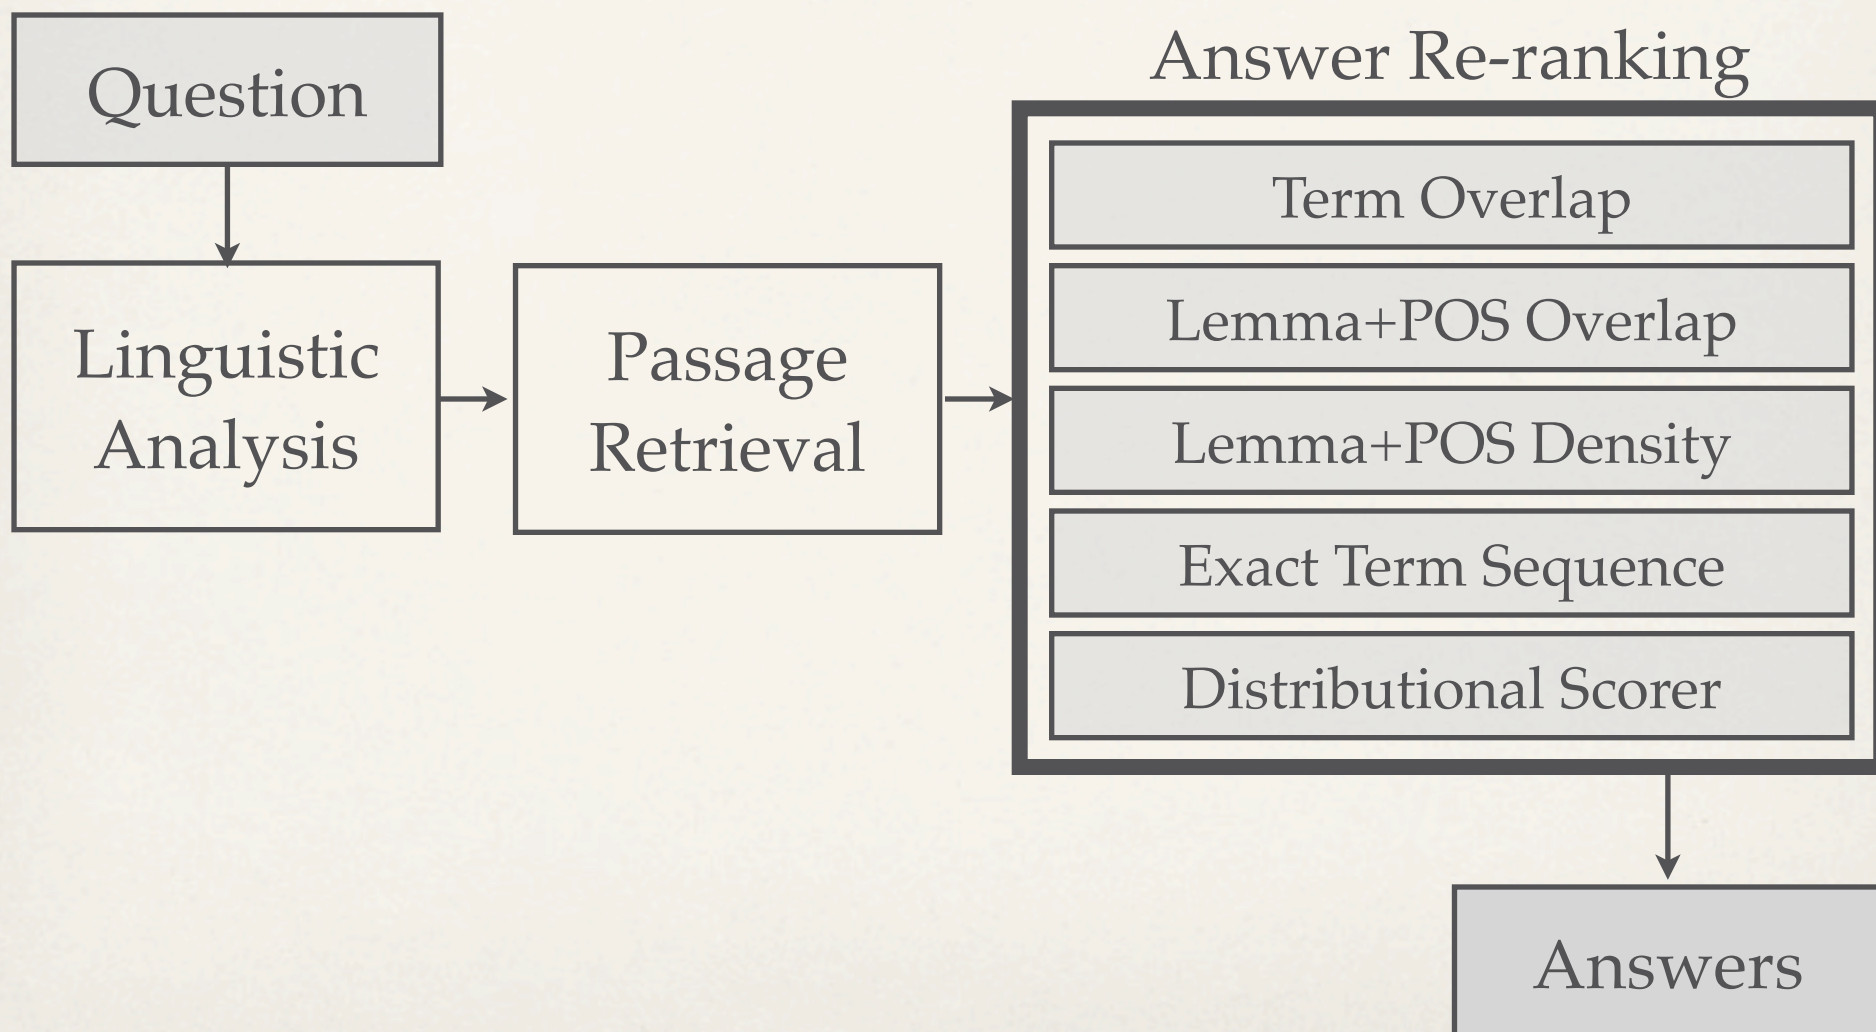 Question
Linguistic
Analysis
Passage
Retrieval
Answer Re-ranking
Term Overlap
Lemma+POS Overlap
Lemma+POS Density
Exact Term Sequence
Distributional Scorer
Answers